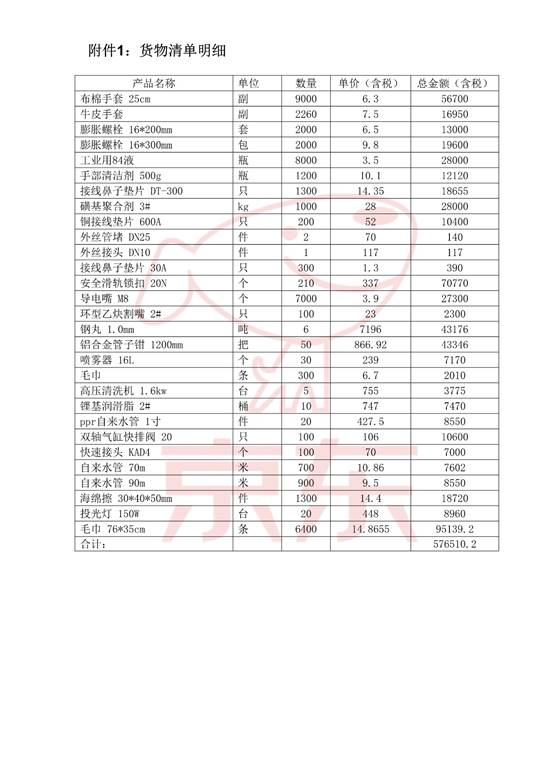 附件1：货物清单明细
产品名称 单位 数量 单价（含税） 总金额（含税）
布棉手套 25cm 副 9000 6.3 56700
牛皮手套 副 2260 7.5 16950
膨胀螺栓 16*200mm 套 2000 6.5 13000
膨胀螺栓 16*300mm 包 2000 9.8 19600
工业用84液 瓶 8000 3.5 28000
手部清洁剂 500g 瓶 1200 10.1 12120
接线鼻子垫片 DT-300 只 1300 14.35 18655
磺基聚合剂 3# kg 1000 28 28000
铜接线垫片 600A 只 200 52 10400
外丝管堵 DN25 件 2 70 140
外丝接头 DN10 件 1 117 117
接线鼻子垫片 30A 只 300 1.3 390
安全滑轨锁扣 20N 个 210 337 70770
导电嘴 M8 个 7000 3.9 27300
环型乙炔割嘴 2# 只 100 23 2300
钢丸 1.0mm 吨 6 7196 43176
铝合金管子钳 1200mm 把 50 866.92 43346
喷雾器 16L 个 30 239 7170
毛巾 条 300 6.7 2010
高压清洗机 1.6kw 台 5 755 3775
锂基润滑脂 2# 桶 10 747 7470
ppr自来水管 1寸 件 20 427.5 8550
双轴气缸快排阀 20 只 100 106 10600
快速接头 KAD4 个 100 70 7000
自来水管 70m 米 700 10.86 7602
自来水管 90m 米 900 9.5 8550
海绵擦 30*40*50mm 件 1300 14.4 18720
投光灯 150W 台 20 448 8960
毛巾 76*35cm 条 6400 14.8655 95139.2
合计： 576510.2
京东